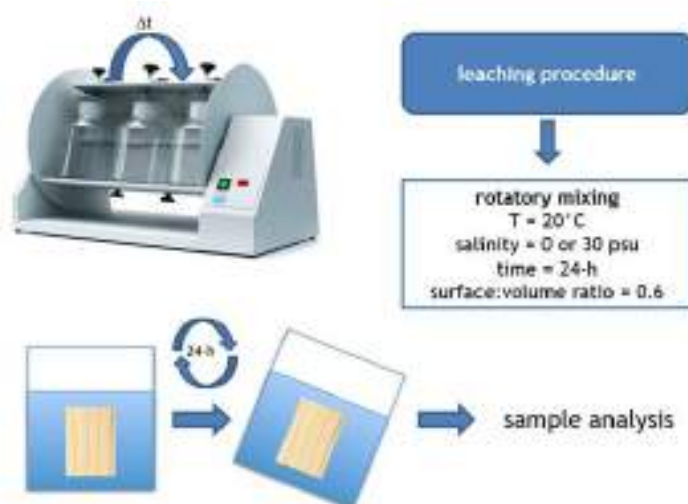 Δt
leaching procedure
rotatory mixing
T = 20°C
salinity = 0 or 30 psu
time = 24-h
surface:volume ratio = 0.6
24-h
sample analysis